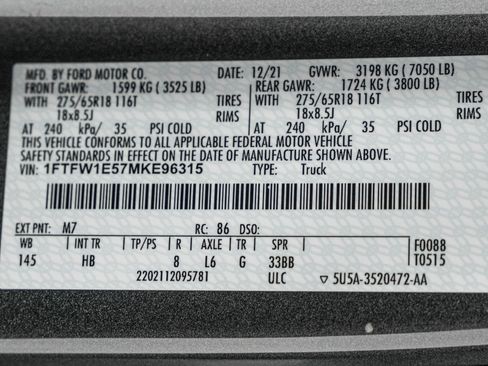 MFD. BY FORD MOTOR CO. DATE: 12/21 GVWR: 3198 KG ( 7050 LB)
FRONT GAWR: 1599 KG ( 3525 LB) REAR GAWR: 1724 KG ( 3800 LB)
WITH 275/65R18 116T TIRES WITH 275/65R18 116T TIRES
18x8.5J RIMS 18x8.5J RIMS
AT 240 kPa/ 35 PSI COLD AT 240 kPa/ 35 PSI COLD
THIS VEHICLE CONFORMS TO ALL APPLICABLE FEDERAL MOTOR VEHICLE
SAFETY AND BUMPER STANDARDS IN EFFECT ON THE DATE OF MANUFACTURE SHOWN ABOVE.
VIN: 1FTFW1E57MKE96315 TYPE: Truck
EXT PNT: M7 RC: 86 DSO:
WB INT TR TP/PS R AXLE TR SPR F0088
145 HB 8 L6 G 33BB T0515
2202112095781 ULC 5U5A-3520472-AA